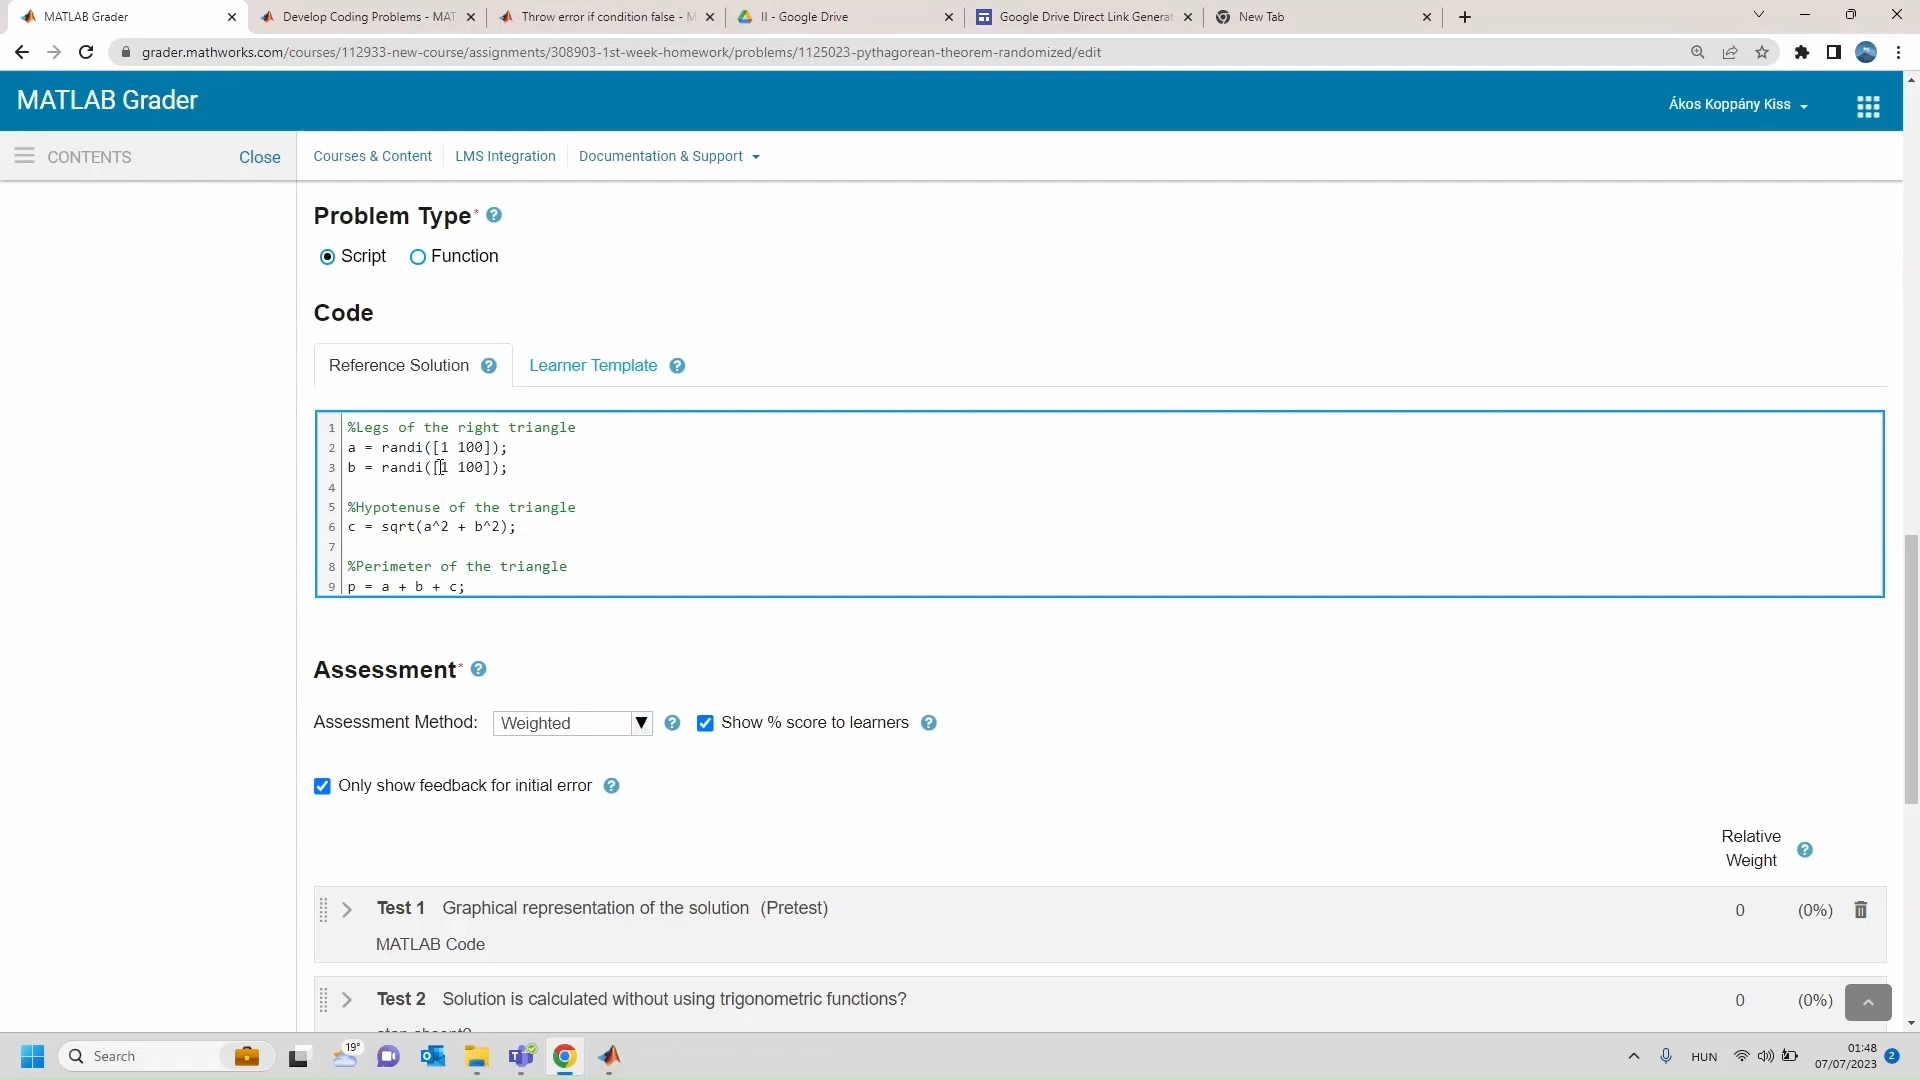 MATLAB Grader
Develop Coding Problems - MAT
Throw error if condition false - M
II - Google Drive
Google Drive Direct Link Generat
New Tab
grader.mathworks.com/courses/112933-new-course/assignments/308903-1st-week-homework/problems/1125023-pythagorean-theorem-randomized/edit
MATLAB Grader
Ákos Koppány Kiss
CONTENTS
Close
Courses & Content
LMS Integration
Documentation & Support
Problem Type*
Script
Function
Code
Reference Solution
Learner Template
1 %Legs of the right triangle
2 a = randi([1 100]);
3 b = randi([1 100]);
4
5 %Hypotenuse of the triangle
6 c = sqrt(a^2 + b^2);
7
8 %Perimeter of the triangle
9 p = a + b + c;
Assessment*
Assessment Method:
Weighted
Show % score to learners
Only show feedback for initial error
Relative
Weight
Test 1 Graphical representation of the solution (Pretest)
0 (0%)
MATLAB Code
Test 2 Solution is calculated without using trigonometric functions?
0 (0%)
Search
19°
HUN
01:48
07/07/2023
2